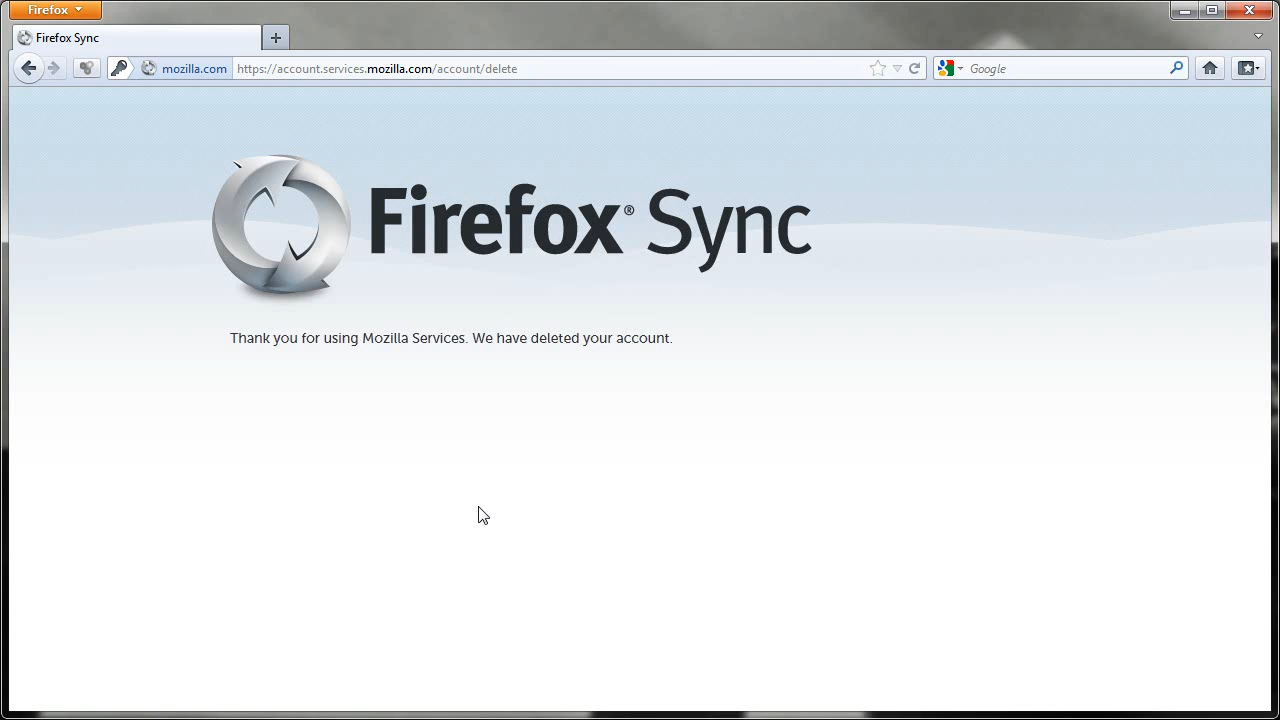 Firefox
Firefox Sync
mozilla.com
https://account.services.mozilla.com/account/delete
Google
Firefox® Sync
Thank you for using Mozilla Services. We have deleted your account.